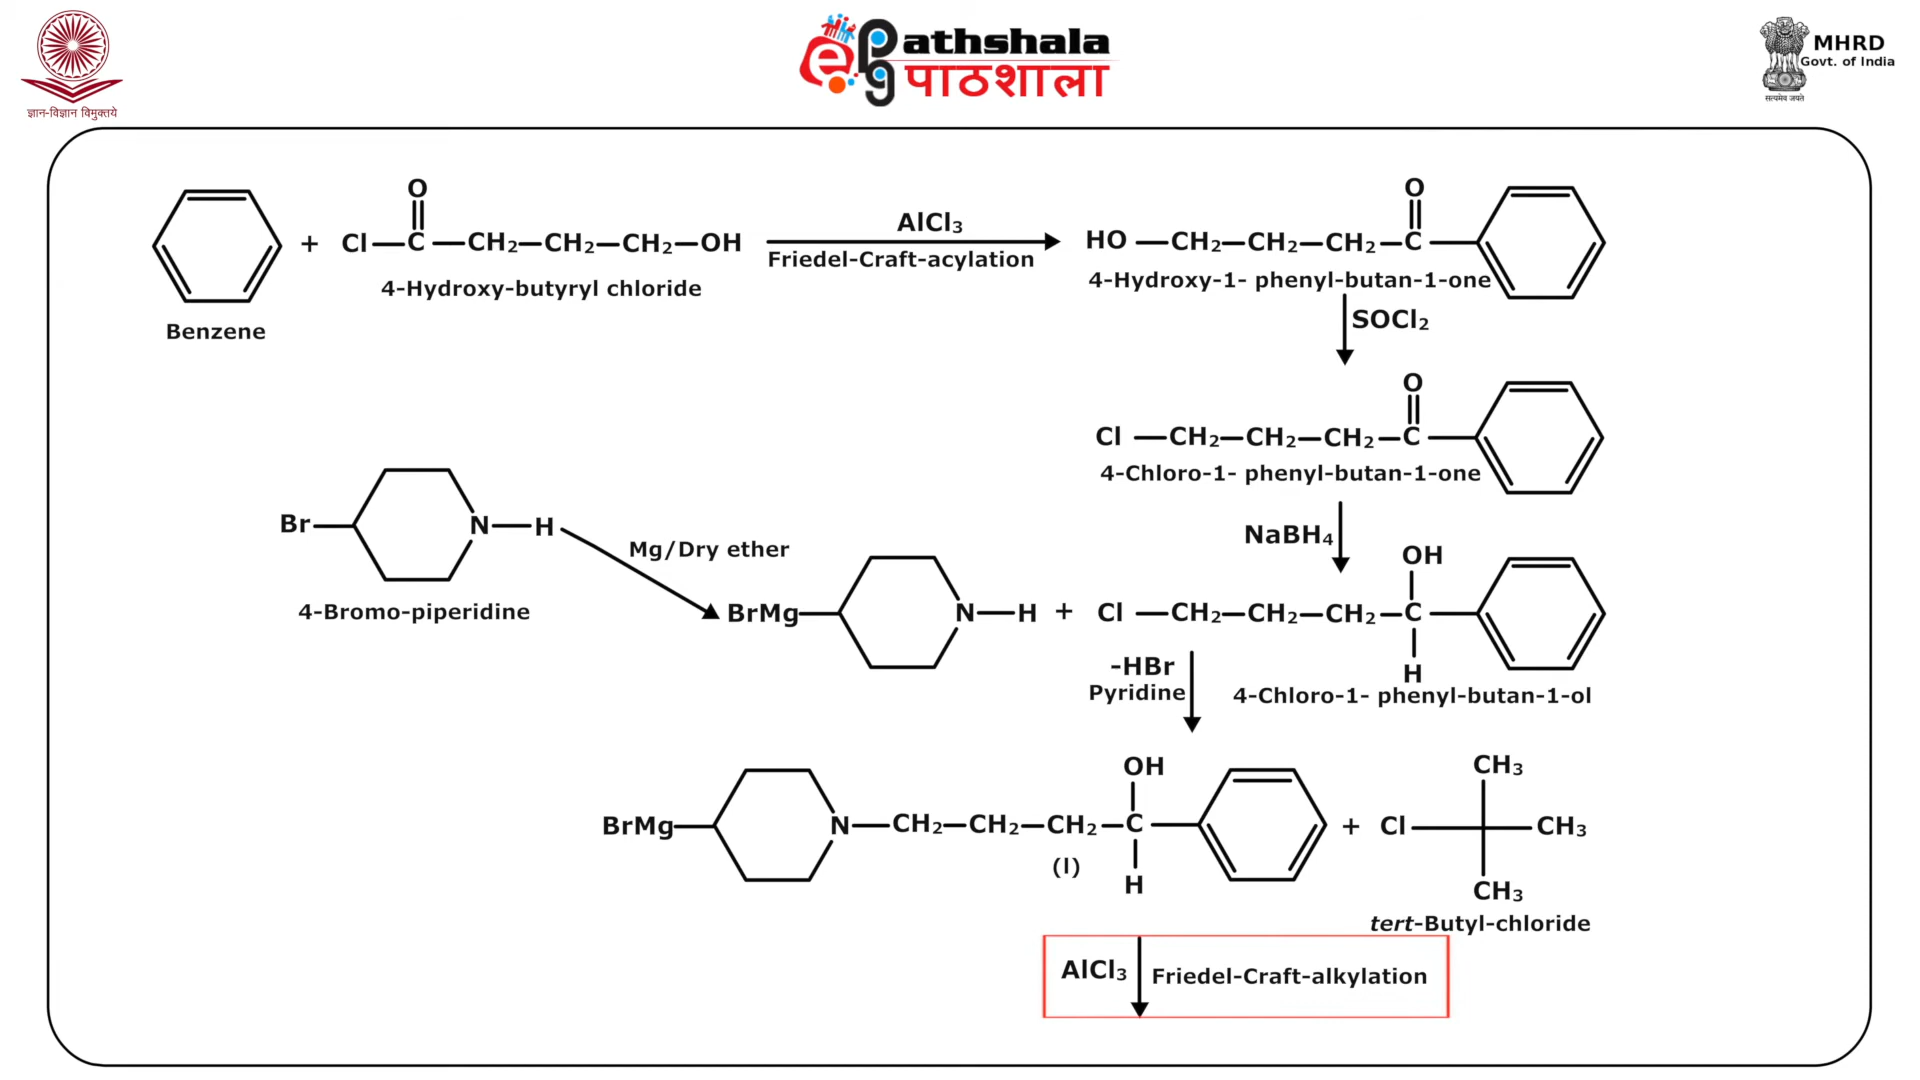 ज्ञान-विज्ञान विमुक्तये
ePGathshala
पाठशाला
MHRD
Govt. of India
सत्यमेव जयते
Benzene
+
O
Cl—C—CH₂—CH₂—CH₂—OH
4-Hydroxy-butyryl chloride
AlCl₃
Friedel-Craft-acylation
O
HO—CH₂—CH₂—CH₂—C
4-Hydroxy-1- phenyl-butan-1-one
SOCl₂
O
Cl—CH₂—CH₂—CH₂—C
4-Chloro-1- phenyl-butan-1-one
NaBH₄
Br N—H
4-Bromo-piperidine
Mg/Dry ether
BrMg N—H
+
OH
Cl—CH₂—CH₂—CH₂—C
H
4-Chloro-1- phenyl-butan-1-ol
-HBr
Pyridine
OH
BrMg N—CH₂—CH₂—CH₂—C
(I)
H
+
CH₃
Cl CH₃
CH₃
tert-Butyl-chloride
AlCl₃
Friedel-Craft-alkylation